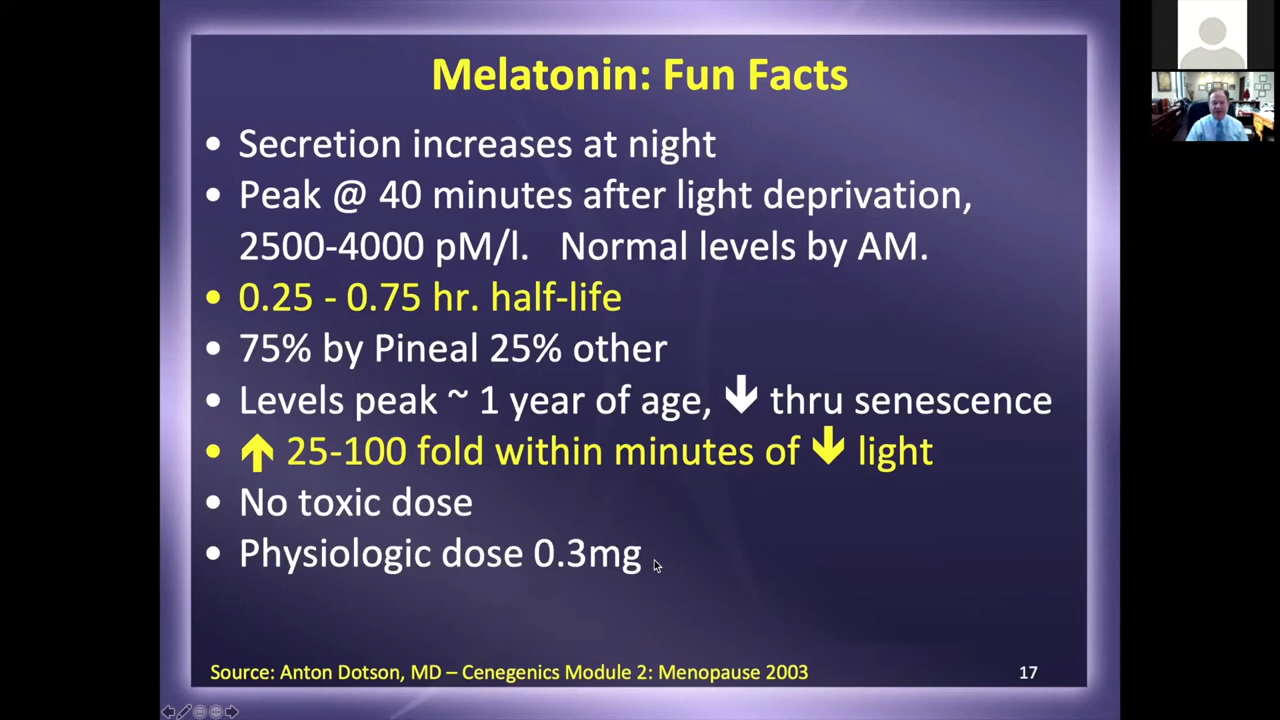 Melatonin: Fun Facts
• Secretion increases at night
• Peak @ 40 minutes after light deprivation,
2500-4000 pM/l. Normal levels by AM.
• 0.25 - 0.75 hr. half-life
• 75% by Pineal 25% other
• Levels peak ~ 1 year of age, ↓ thru senescence
• ↑ 25-100 fold within minutes of ↓ light
• No toxic dose
• Physiologic dose 0.3mg
Source: Anton Dotson, MD – Cenegenics Module 2: Menopause 2003
17